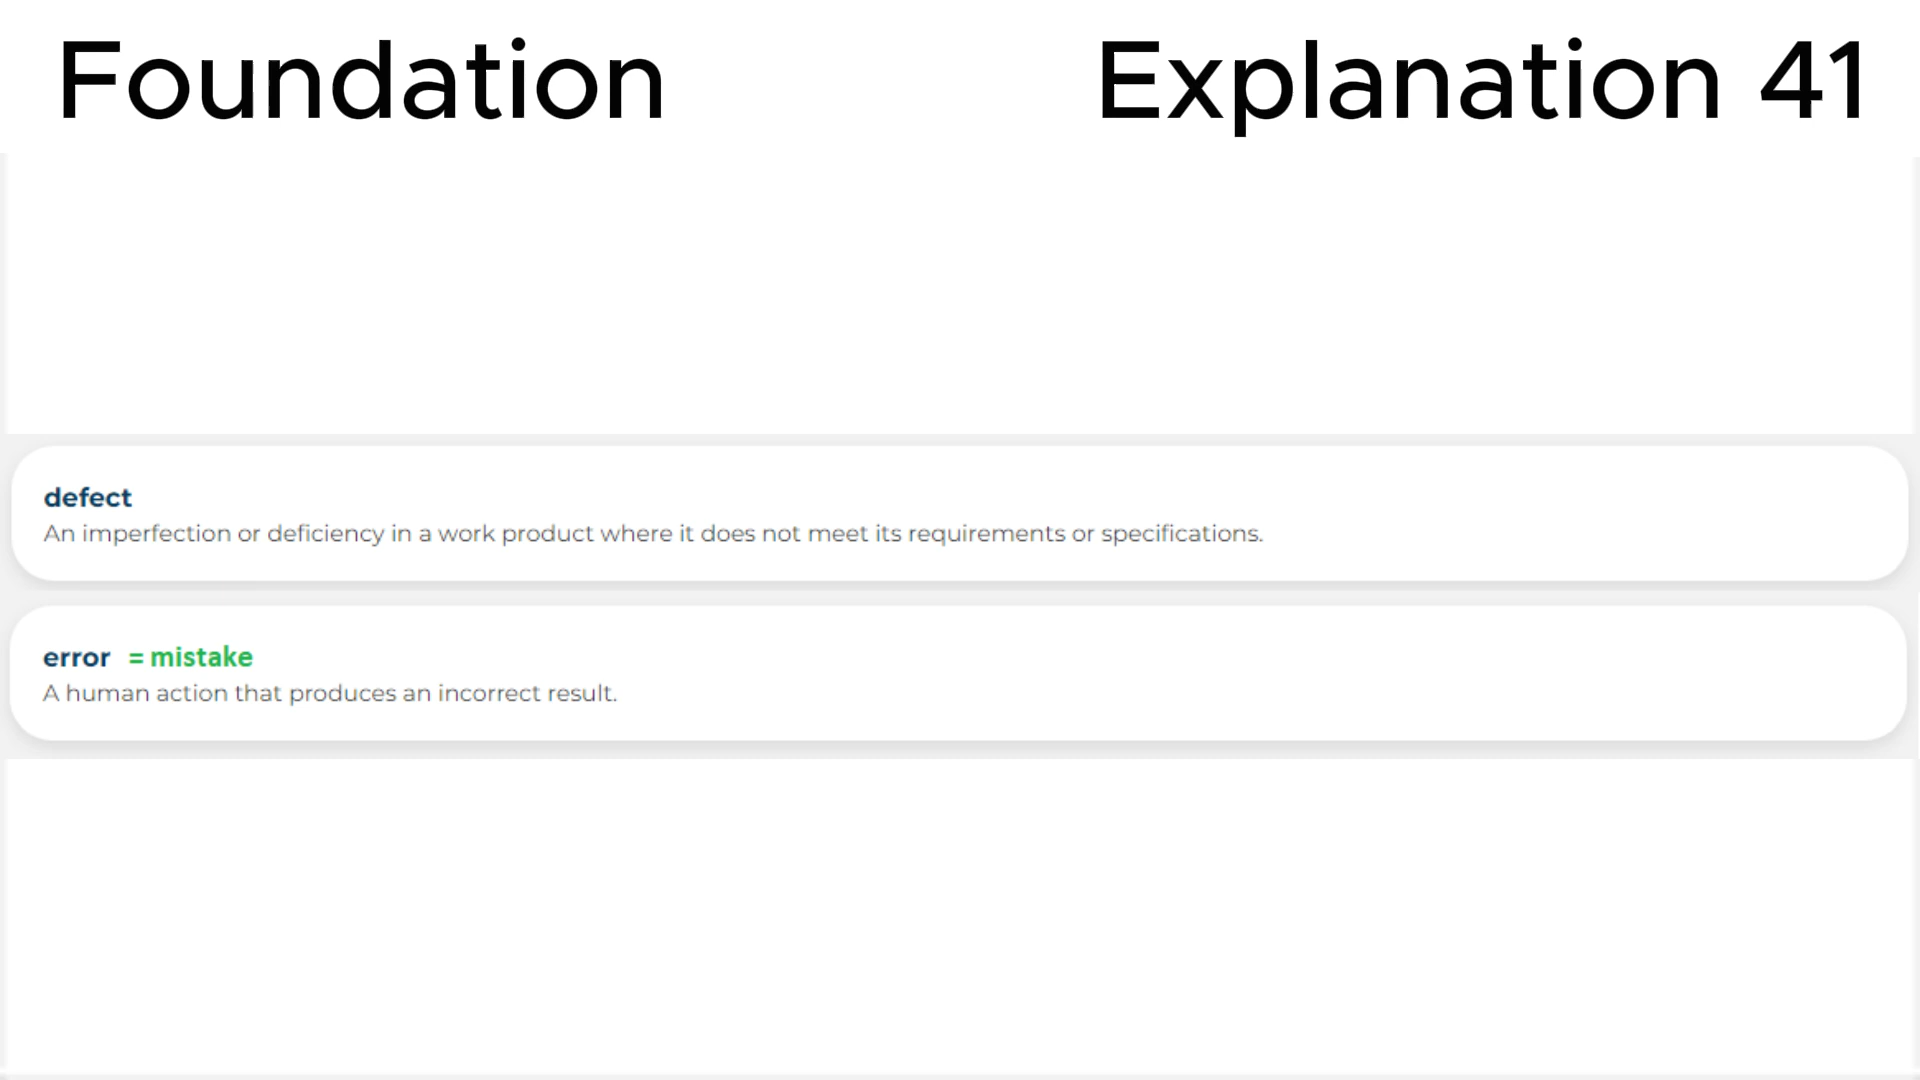 Foundation Explanation 41
defect
An imperfection or deficiency in a work product where it does not meet its requirements or specifications.
error = mistake
A human action that produces an incorrect result.